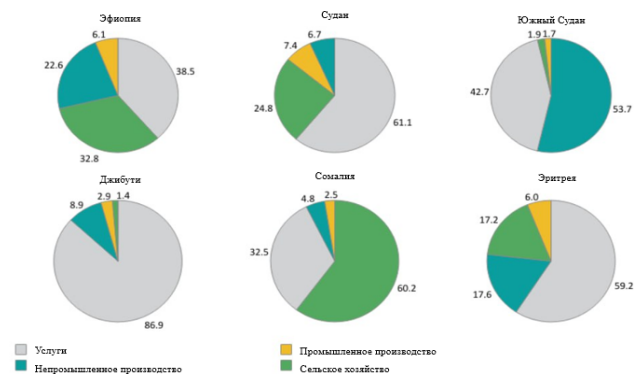 Эфиопия
Судан
Южный Судан
6.1
22.6
38.5
32.8
6.7
7.4
24.8
61.1
1.9
1.7
42.7
53.7
Джибути
Сомалия
Эритрея
8.9
2.9
1.4
86.9
4.8
2.5
32.5
60.2
6.0
17.2
17.6
59.2
Услуги
Промышленное производство
Непромышленное производство
Сельское хозяйство